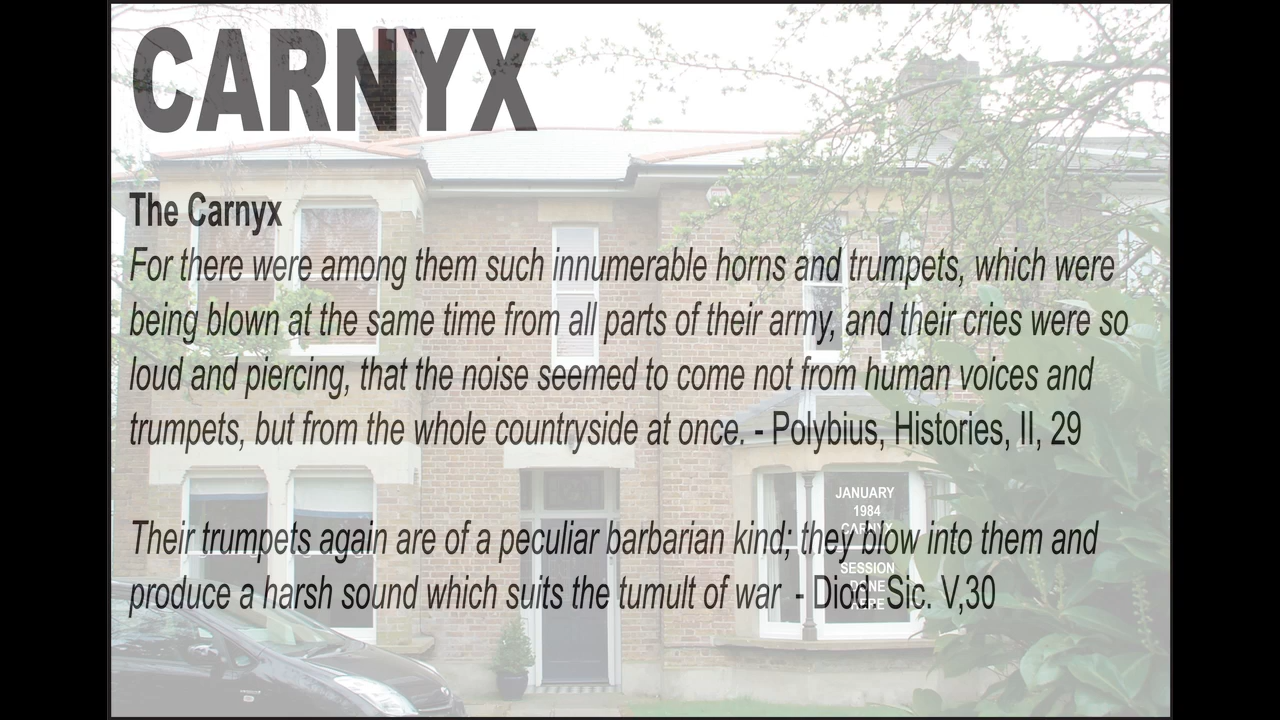 CARNYX
The Carnyx
For there were among them such innumerable horns and trumpets, which were
being blown at the same time from all parts of their army, and their cries were so
loud and piercing, that the noise seemed to come not from human voices and
trumpets, but from the whole countryside at once. - Polybius, Histories, II, 29
Their trumpets again are of a peculiar barbarian kind; they blow into them and
produce a harsh sound which suits the tumult of war - Diod. Sic. V,30
JANUARY
1984
CARNYX
SESSION
DONE